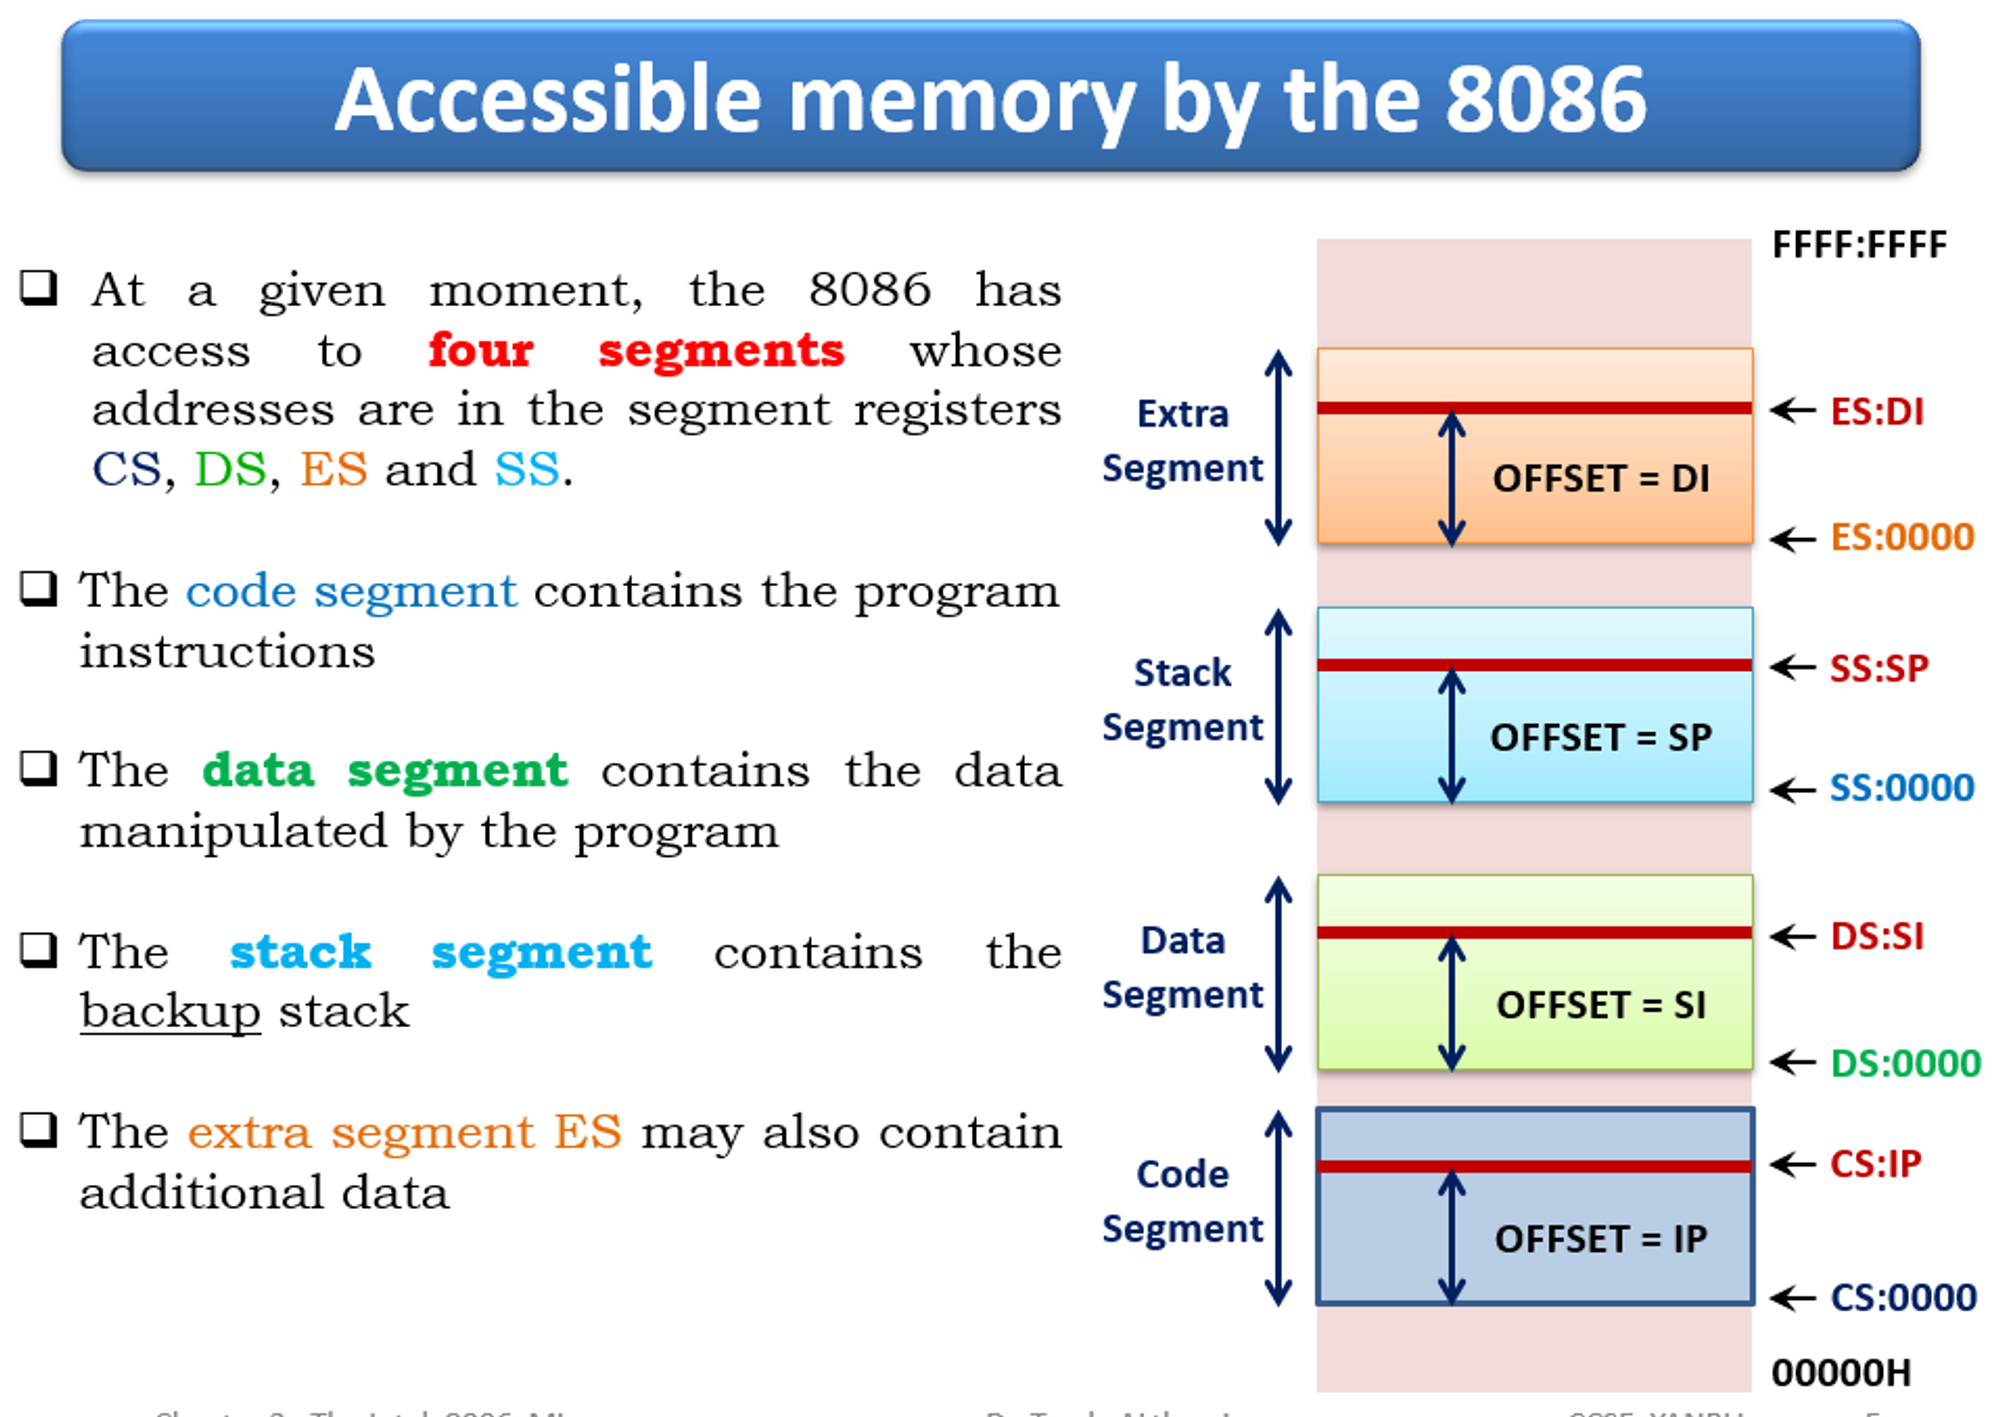 Accessible memory by the 8086
At a given moment, the 8086 has
access to four segments whose
addresses are in the segment registers
CS, DS, ES and SS.
The code segment contains the program
instructions
The data segment contains the data
manipulated by the program
The stack segment contains the
backup stack
The extra segment ES may also contain
additional data
FFFF:FFFF
Extra
Segment
OFFSET = DI
ES:DI
ES:0000
Stack
Segment
OFFSET = SP
SS:SP
SS:0000
Data
Segment
OFFSET = SI
DS:SI
DS:0000
Code
Segment
OFFSET = IP
CS:IP
CS:0000
00000H